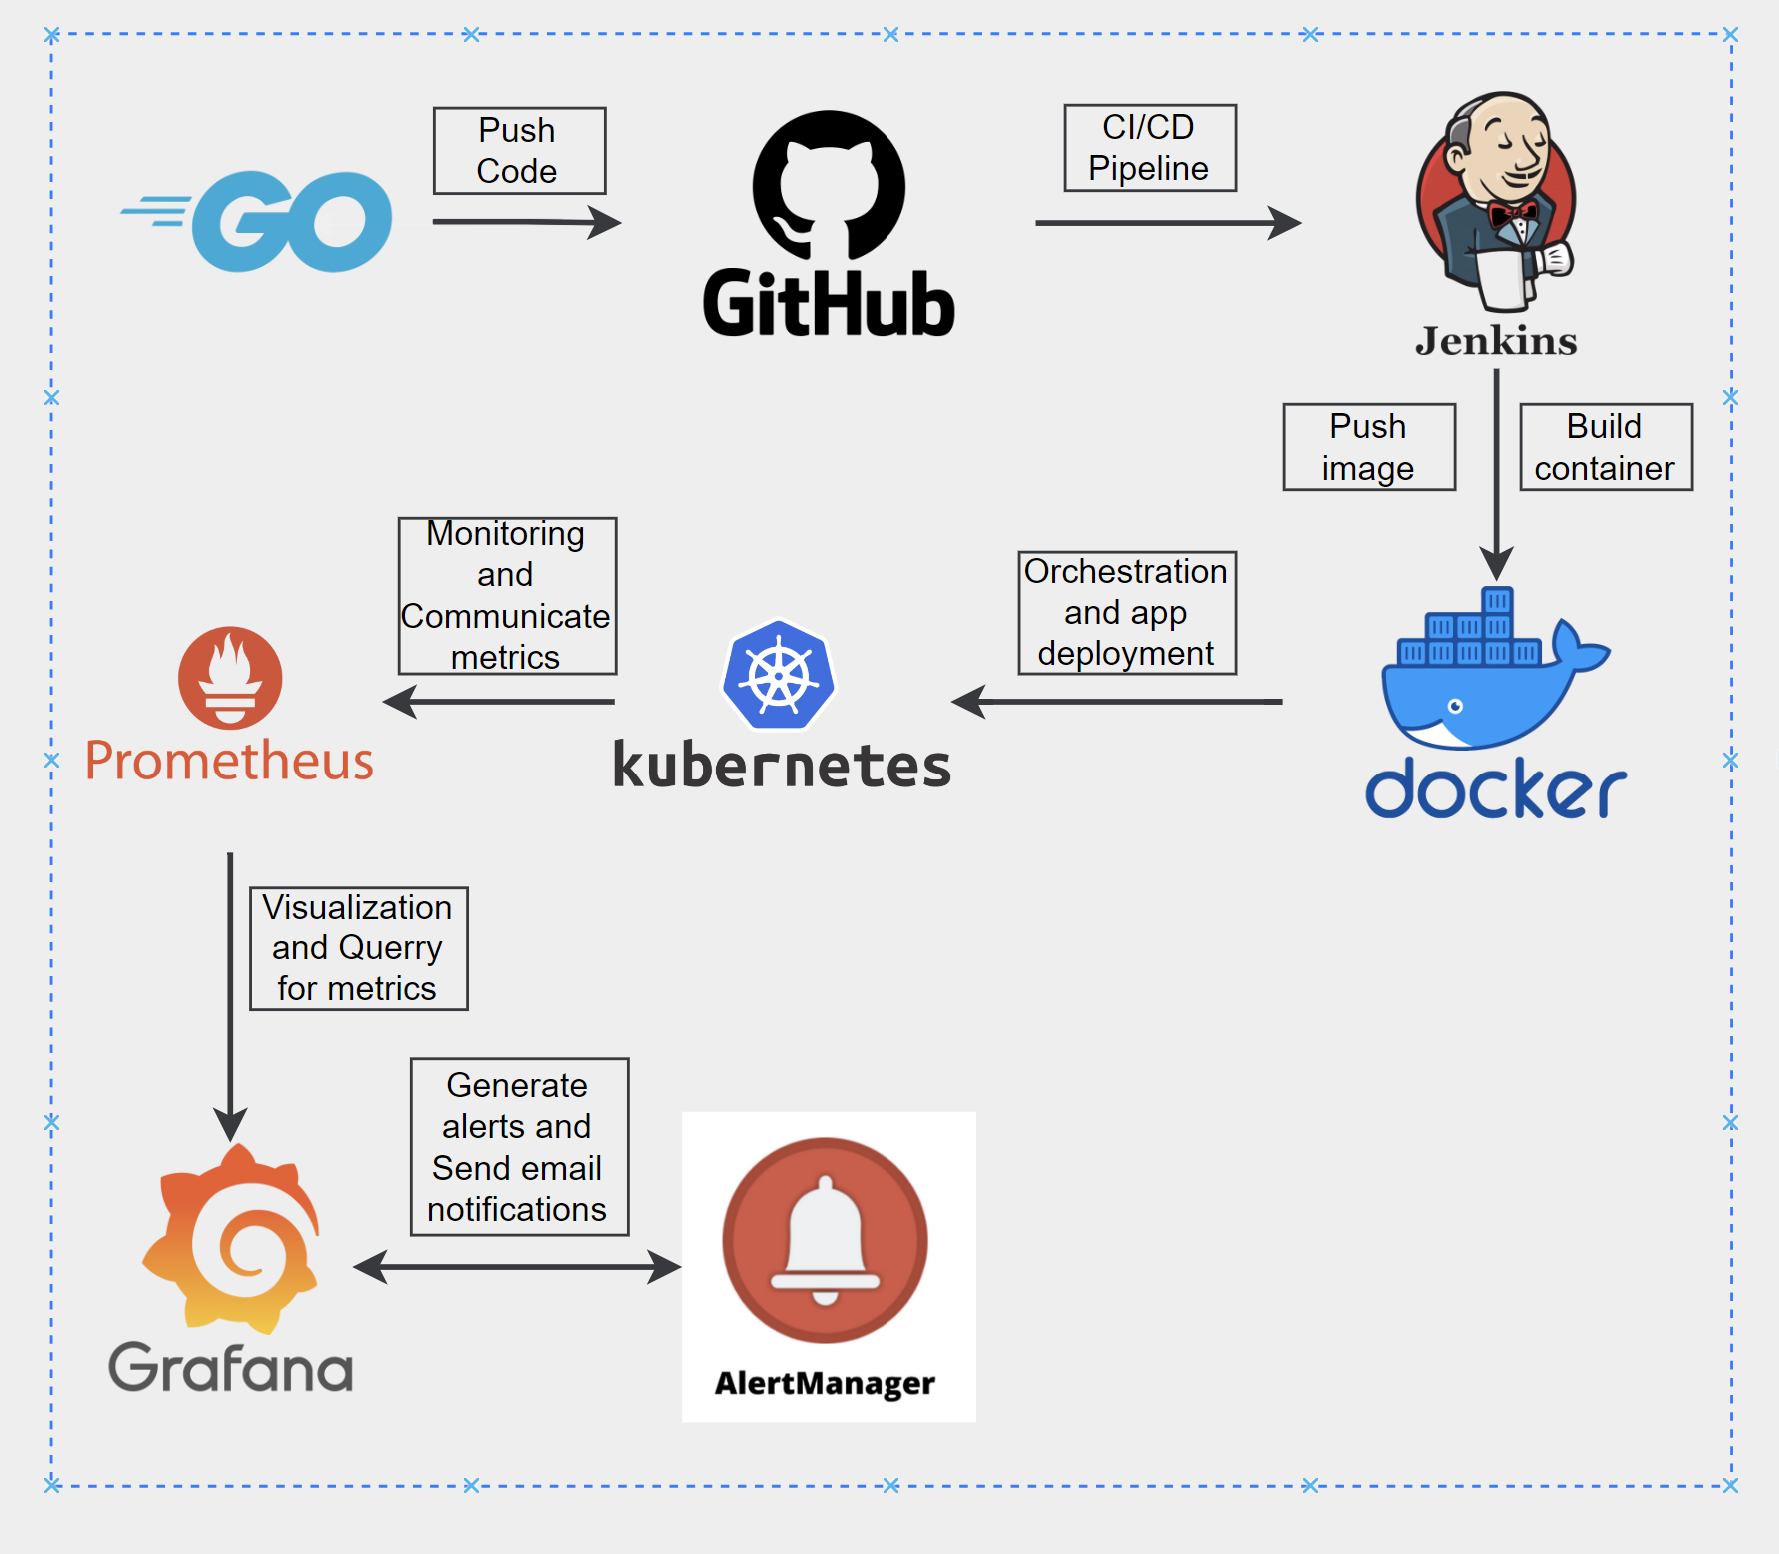 Push
Code
GO
GitHub
CI/CD
Pipeline
Jenkins
Push
image
Build
container
Monitoring
and
Communicate
metrics
Orchestration
and app
deployment
Prometheus
kubernetes
docker
Visualization
and Querry
for metrics
Generate
alerts and
Send email
notifications
Grafana
AlertManager